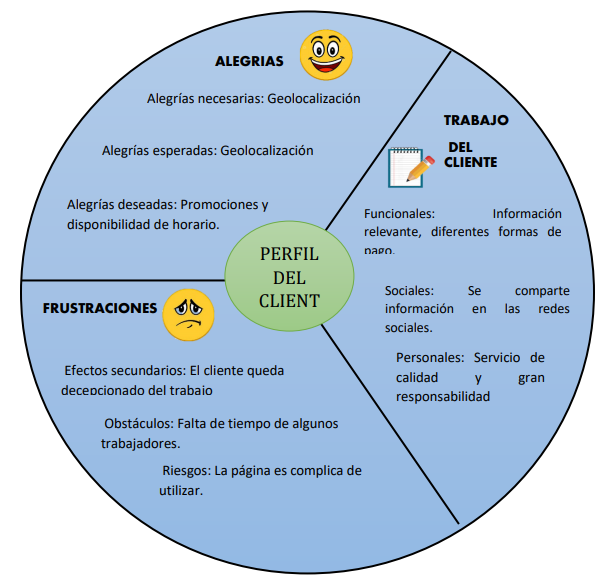 ALEGRIAS
Alegrías necesarias: Geolocalización
Alegrías esperadas: Geolocalización
Alegrías deseadas: Promociones y
disponibilidad de horario.
TRABAJO
DEL
CLIENTE
Funcionales: Información
relevante, diferentes formas de
pago.
Sociales: Se comparte
información en las redes
sociales.
Personales: Servicio de
calidad y gran
responsabilidad
PERFIL
DEL
CLIENT
FRUSTRACIONES
Efectos secundarios: El cliente queda
decepcionado del trabajo
Obstáculos: Falta de tiempo de algunos
trabajadores.
Riesgos: La página es complica de
utilizar.